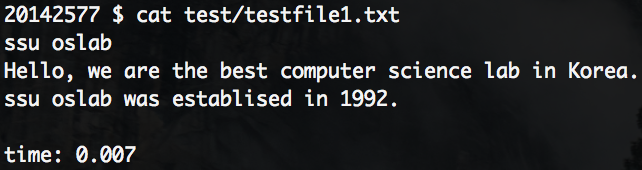 20142577 $ cat test/testfile1.txt
ssu oslab
Hello, we are the best computer science lab in Korea.
ssu oslab was establised in 1992.
time: 0.007